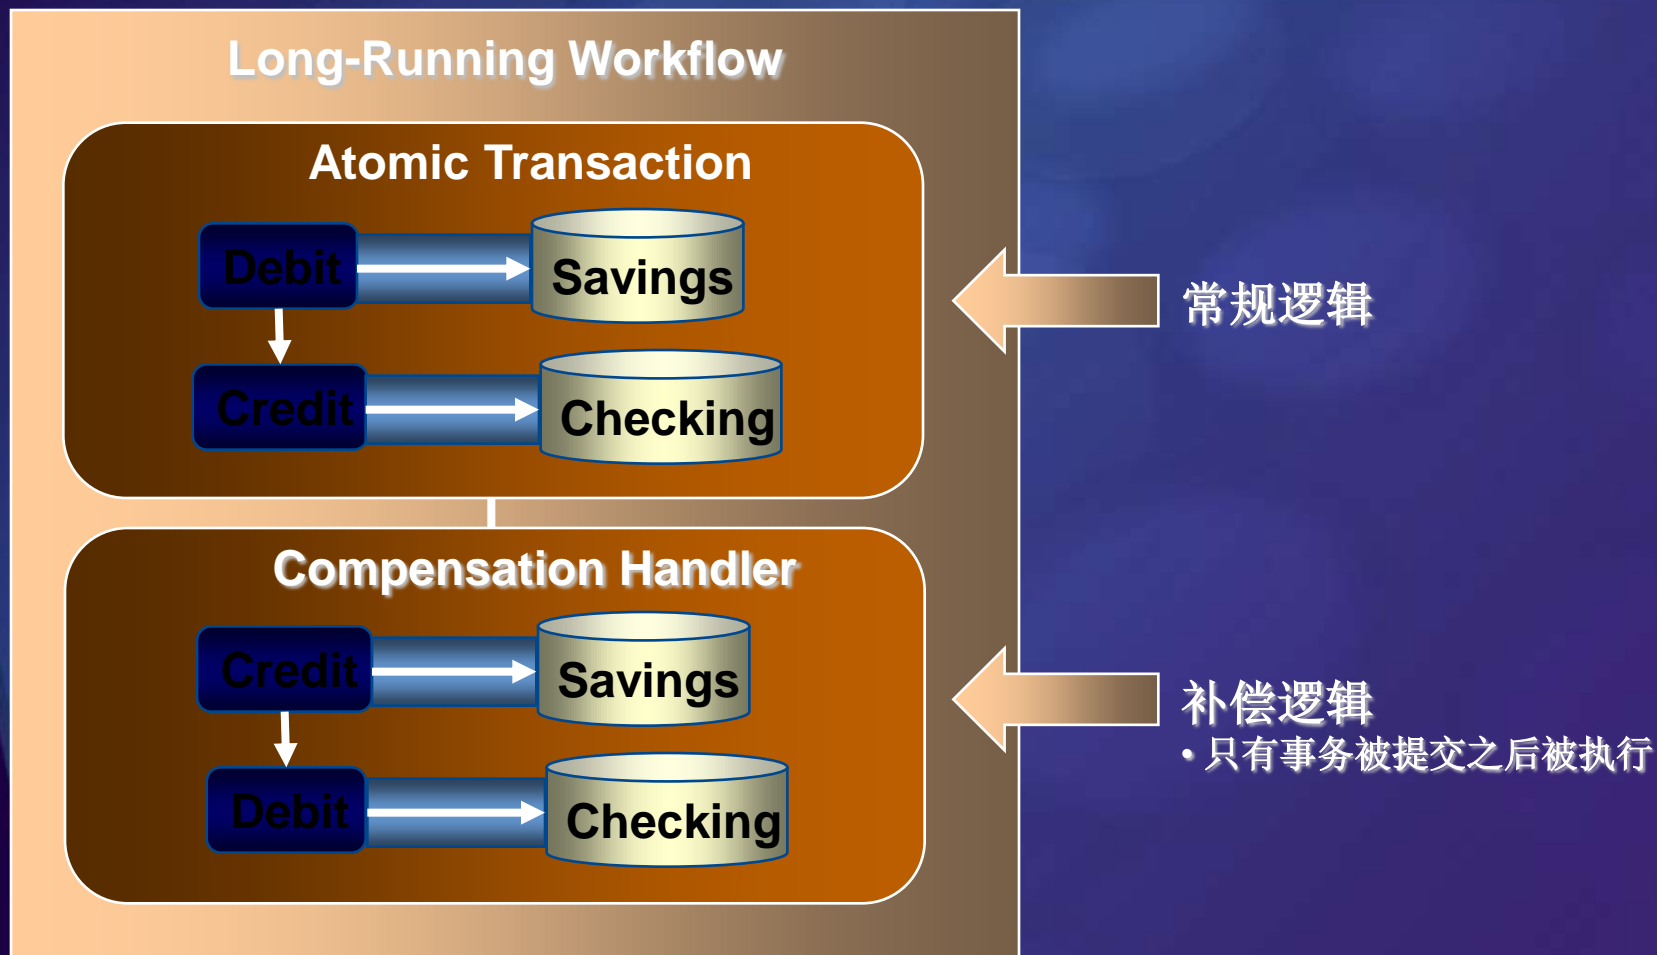 Long-Running Workflow
Atomic Transaction
Debit
Savings
Credit
Checking
常规逻辑
Compensation Handler
Credit
Savings
Debit
Checking
补偿逻辑
• 只有事务被提交之后被执行